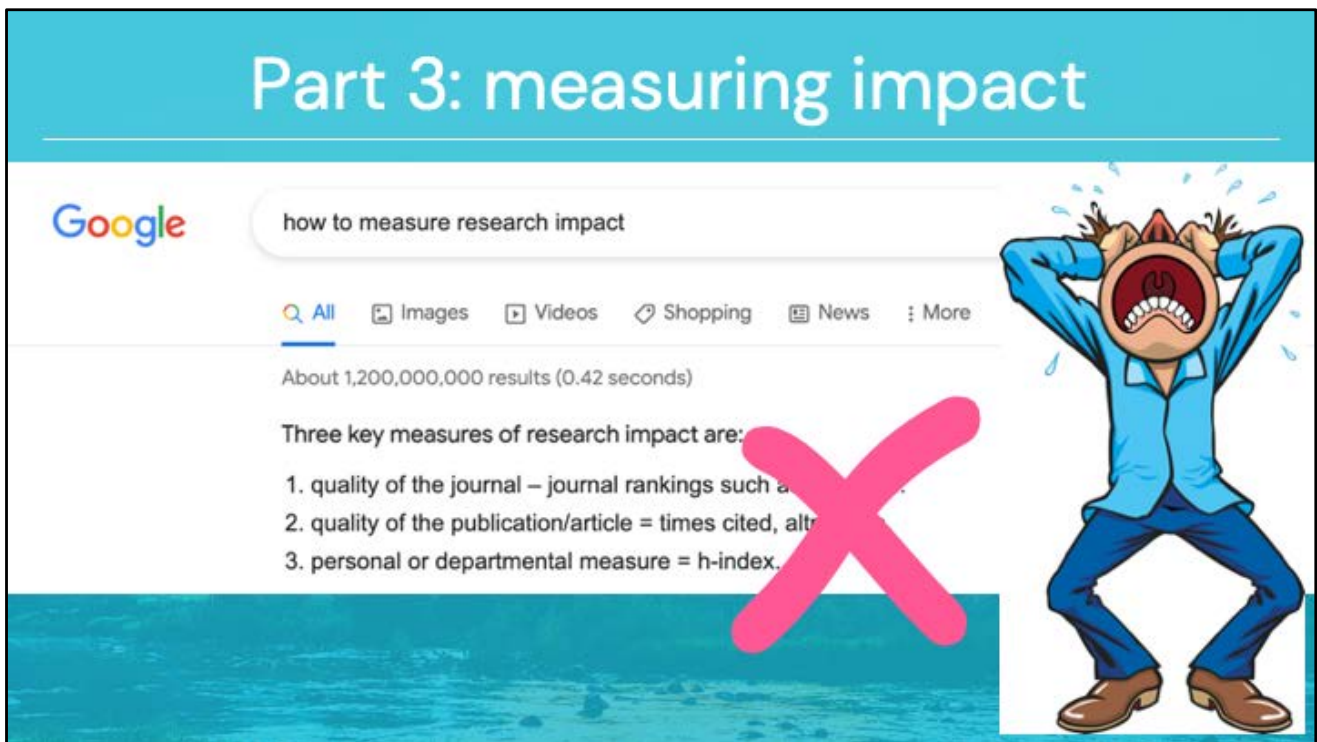 Part 3: measuring impact
Google
how to measure research impact
All Images Videos Shopping News More
About 1,200,000,000 results (0.42 seconds)
Three key measures of research impact are:
1. quality of the journal – journal rankings such
2. quality of the publication/article = times cited,
3. personal or departmental measure = h-index.